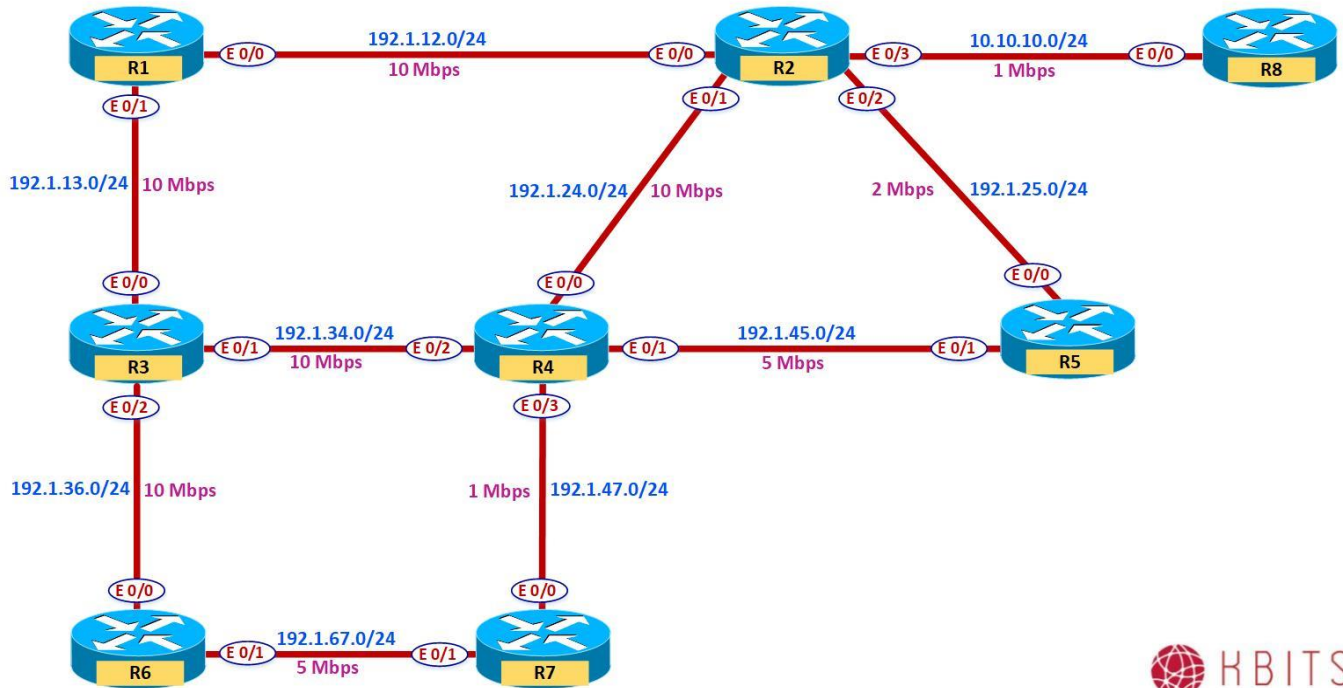 192.1.12.0/24
10 Mbps
10.10.10.0/24
1 Mbps
R1
E 0/0
E 0/0
R2
E 0/3
E 0/0
R8
E 0/1
E 0/1
E 0/2
192.1.13.0/24
10 Mbps
192.1.24.0/24
10 Mbps
2 Mbps
192.1.25.0/24
E 0/0
E 0/0
E 0/0
192.1.34.0/24
10 Mbps
R3
E 0/1
E 0/2
R4
E 0/1
192.1.45.0/24
5 Mbps
E 0/1
R5
E 0/2
E 0/3
192.1.36.0/24
10 Mbps
1 Mbps
192.1.47.0/24
E 0/0
E 0/0
R6
E 0/1
192.1.67.0/24
5 Mbps
E 0/1
R7
KBITS